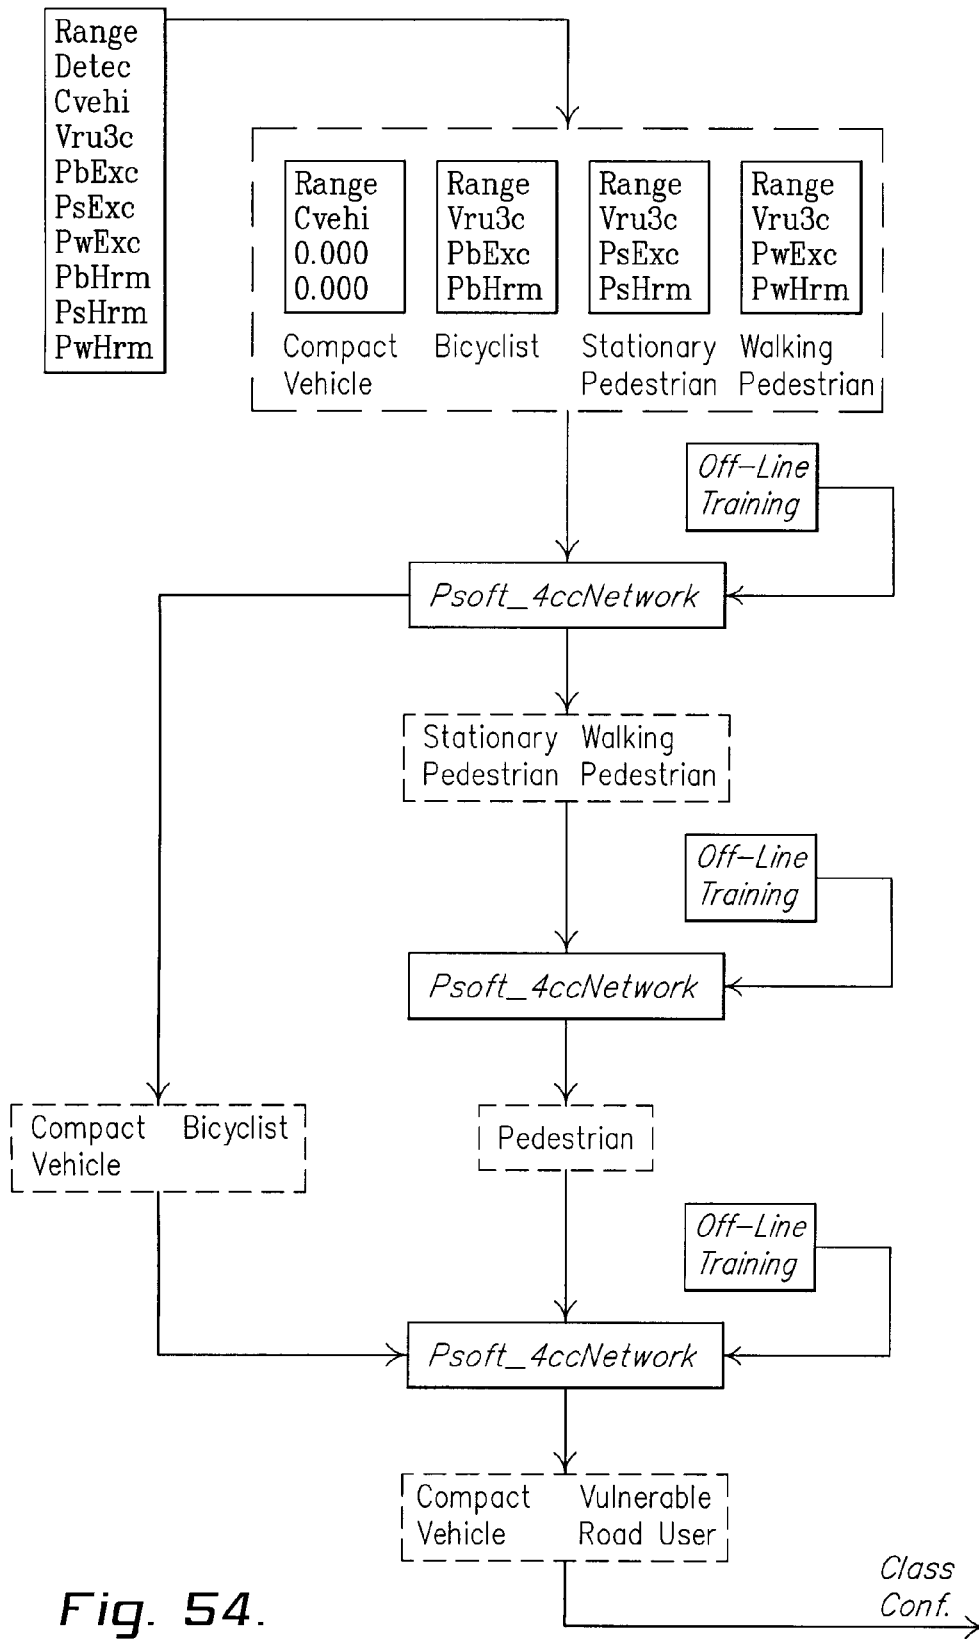 Range
Detec
Cvehi
Vru3c
PbExc
PsExc
PwExc
PbHrm
PsHrm
PwHrm
Range
Cvehi
0.000
0.000
Compact
Vehicle
Range
Vru3c
PbExc
PbHrm
Bicyclist
Range
Vru3c
PsExc
PsHrm
Stationary
Pedestrian
Range
Vru3c
PwExc
PwHrm
Walking
Pedestrian
Off-Line
Training
Psoft_4ccNetwork
Stationary
Pedestrian
Walking
Pedestrian
Off-Line
Training
Psoft_4ccNetwork
Compact
Vehicle
Bicyclist
Pedestrian
Off-Line
Training
Psoft_4ccNetwork
Compact
Vehicle
Vulnerable
Road User
Class
Conf.
Fig. 54.